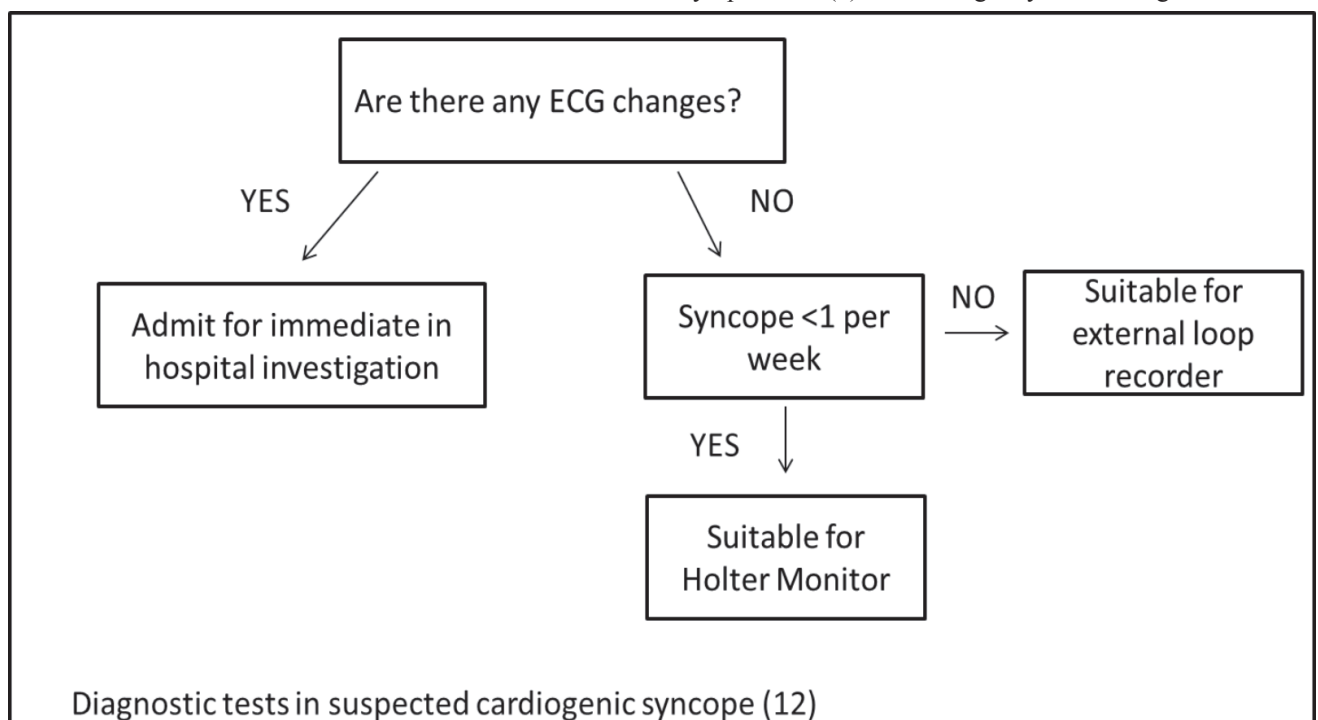 Are there any ECG changes?
YES
NO
Admit for immediate in
hospital investigation
Syncope <1 per
week
NO
Suitable for
external loop
recorder
YES
Suitable for
Holter Monitor
Diagnostic tests in suspected cardiogenic syncope (12)